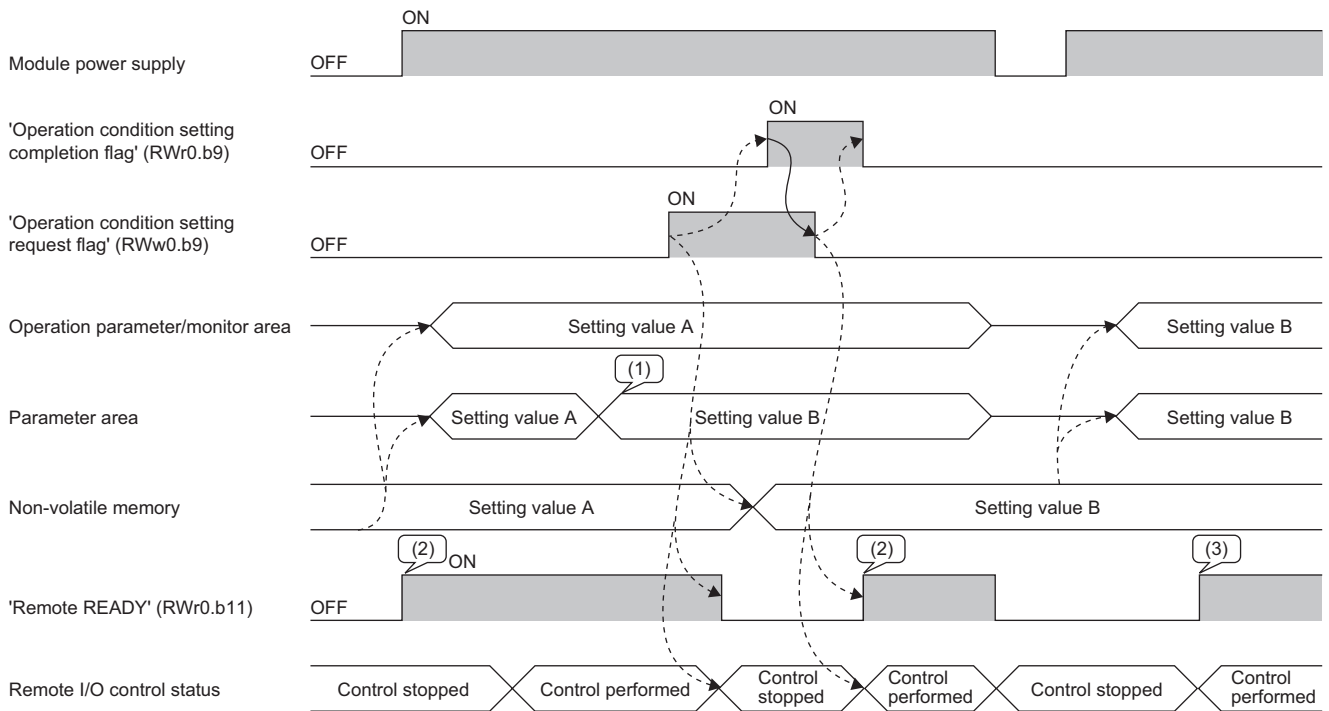 ON
Module power supply
OFF
ON
'Operation condition setting
completion flag' (RWr0.b9)
OFF
ON
'Operation condition setting
request flag' (RWw0.b9)
OFF
Operation parameter/monitor area
Setting value A
Setting value B
(1)
Parameter area
Setting value A
Setting value B
Setting value B
Non-volatile memory
Setting value A
Setting value B
(2)
ON
(2)
(3)
'Remote READY' (RWr0.b11)
OFF
Remote I/O control status
Control stopped
Control performed
Control
stopped
Control
performed
Control stopped
Control
performed